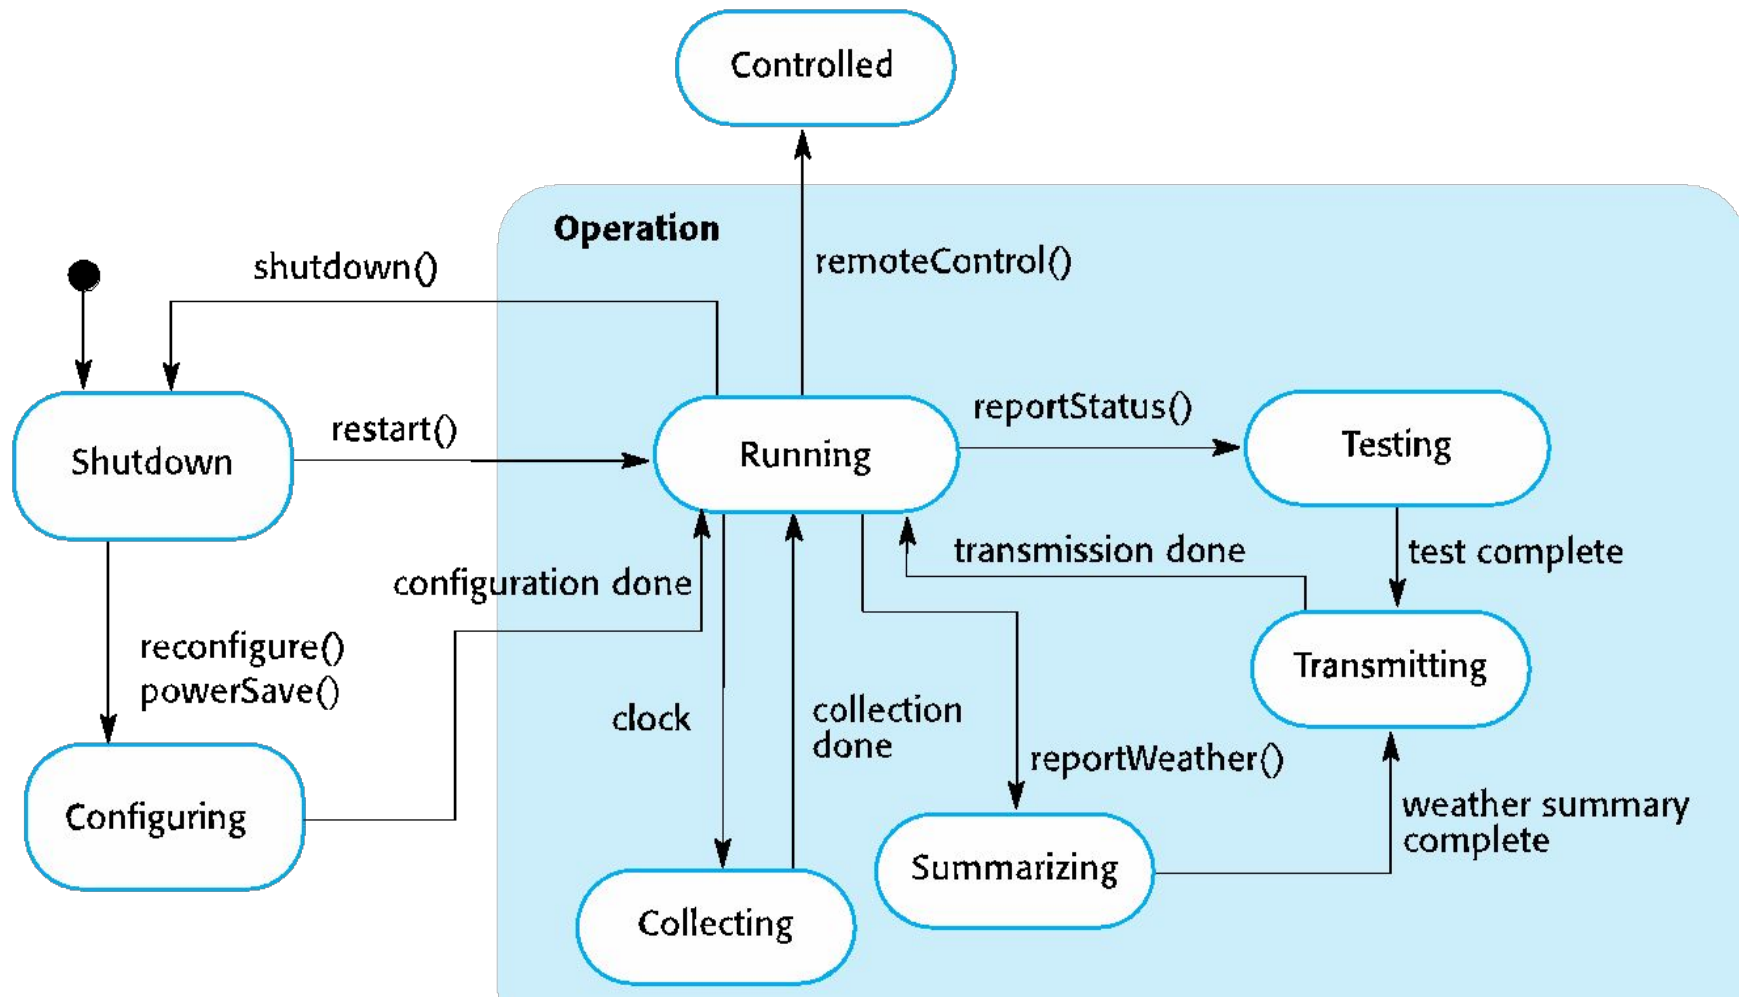 Controlled
Operation
shutdown()
remoteControl()
restart()
reportStatus()
Shutdown
Running
Testing
transmission done
test complete
configuration done
reconfigure()
powerSave()
Transmitting
clock
collection
done
reportWeather()
Configuring
weather summary
complete
Summarizing
Collecting